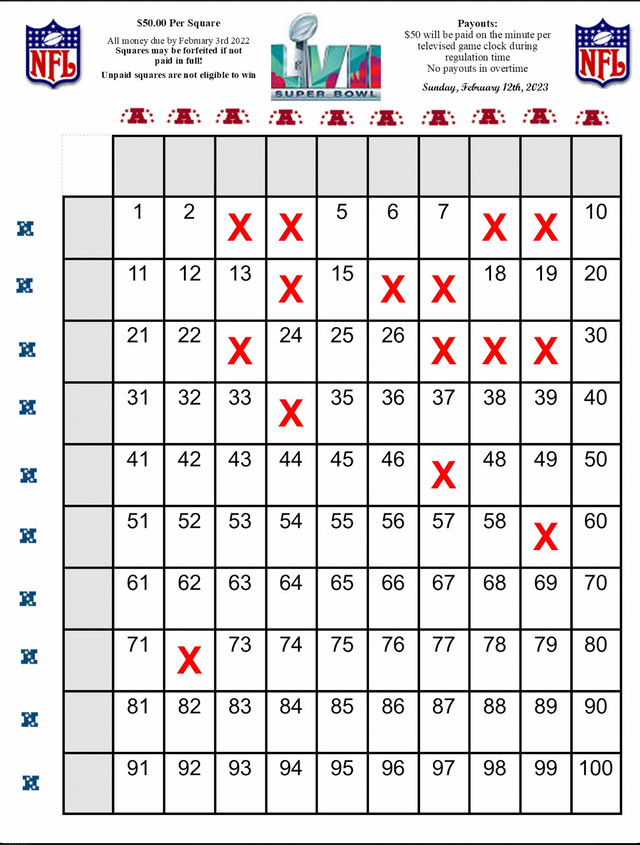 $50.00 Per Square
All money due by February 3rd 2022
Squares may be forfeited if not
paid in full!
Unpaid squares are not eligible to win
NFL
LVII
SUPER BOWL
Payouts:
$50 will be paid on the minute per
televised game clock during
regulation time
No payouts in overtime
Sunday, February 12th, 2023
NFL
A A A A A A A A A A
N 1 2 X X 5 6 7 X X 10
N 11 12 13 X 15 X X 18 19 20
N 21 22 X 24 25 26 X X X 30
N 31 32 33 X 35 36 37 38 39 40
N 41 42 43 44 45 46 X 48 49 50
N 51 52 53 54 55 56 57 58 X 60
N 61 62 63 64 65 66 67 68 69 70
N 71 X 73 74 75 76 77 78 79 80
N 81 82 83 84 85 86 87 88 89 90
N 91 92 93 94 95 96 97 98 99 100